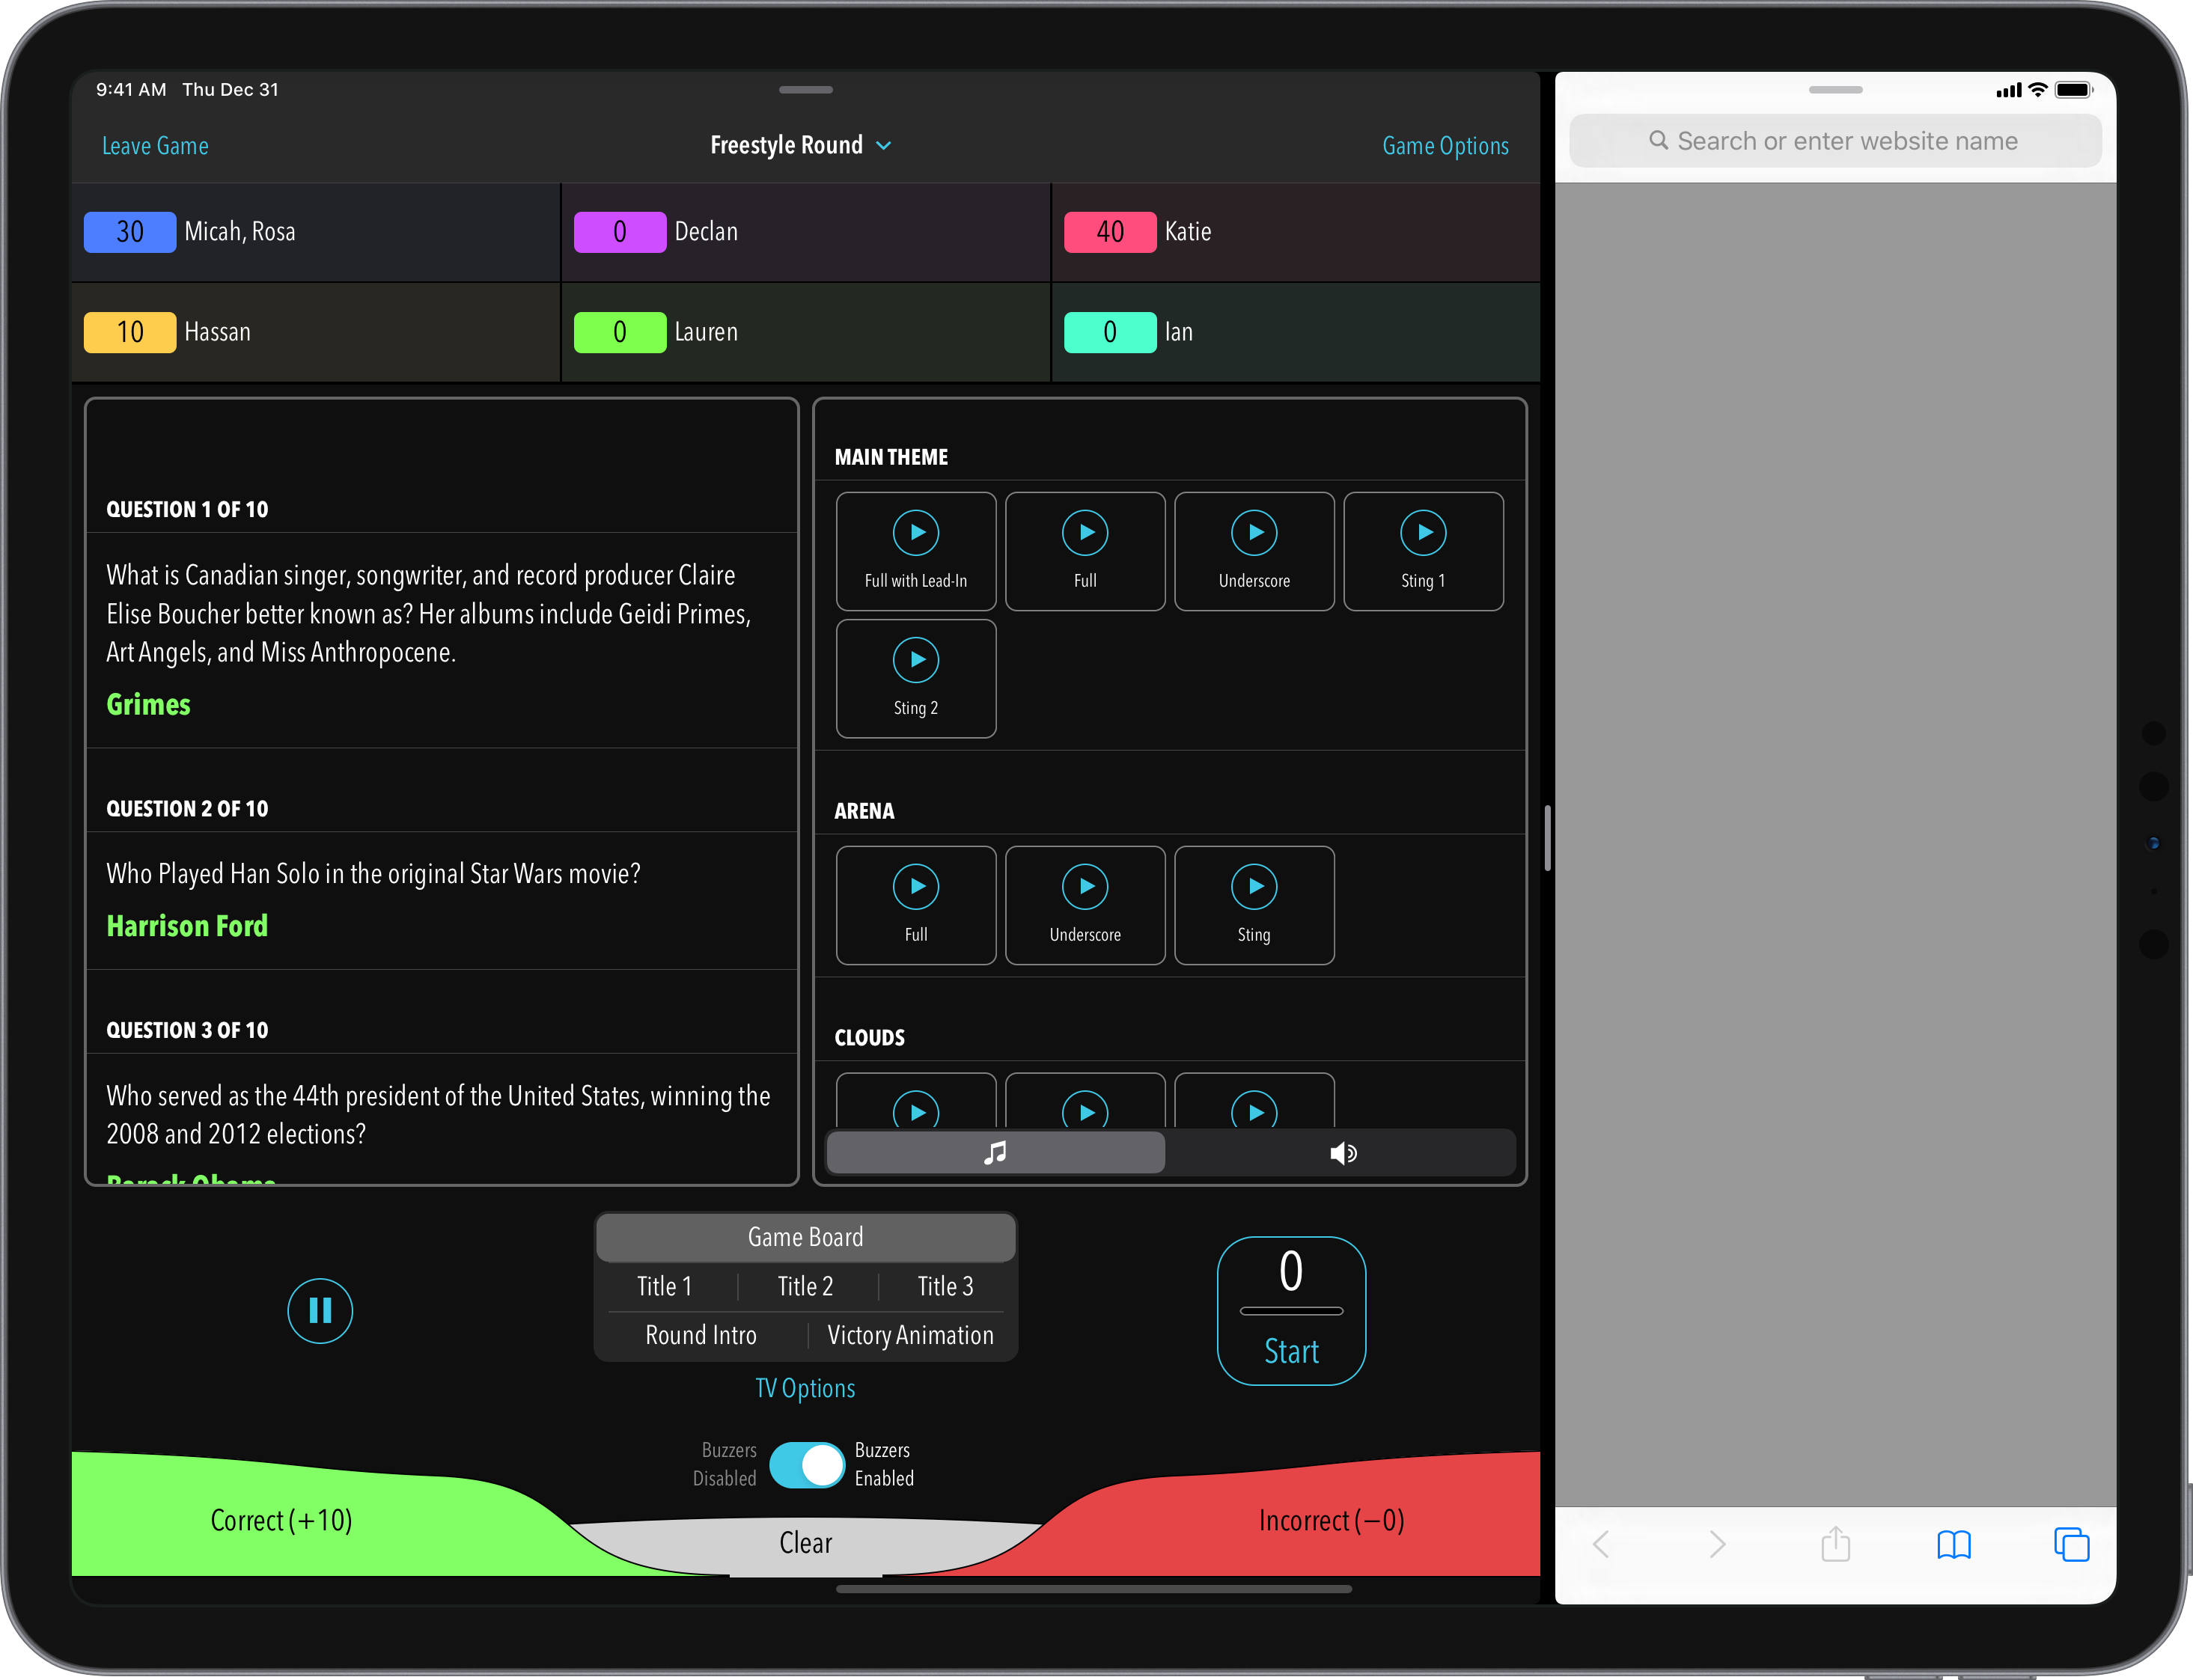 9:41 AM Thu Dec 31
Leave Game
Freestyle Round
Game Options
Search or enter website name
30 Micah, Rosa
0 Declan
40 Katie
10 Hassan
0 Lauren
0 Ian
QUESTION 1 OF 10
What is Canadian singer, songwriter, and record producer Claire
Elise Boucher better known as? Her albums include Geidi Primes,
Art Angels, and Miss Anthropocene.
Grimes
QUESTION 2 OF 10
Who Played Han Solo in the original Star Wars movie?
Harrison Ford
QUESTION 3 OF 10
Who served as the 44th president of the United States, winning the
2008 and 2012 elections?
Barack Obama
MAIN THEME
Full with Lead-In
Full
Underscore
Sting 1
Sting 2
ARENA
Full
Underscore
Sting
CLOUDS
Game Board
Title 1
Title 2
Title 3
Round Intro
Victory Animation
TV Options
0
Start
Buzzers
Disabled
Buzzers
Enabled
Correct (+10)
Clear
Incorrect (−0)